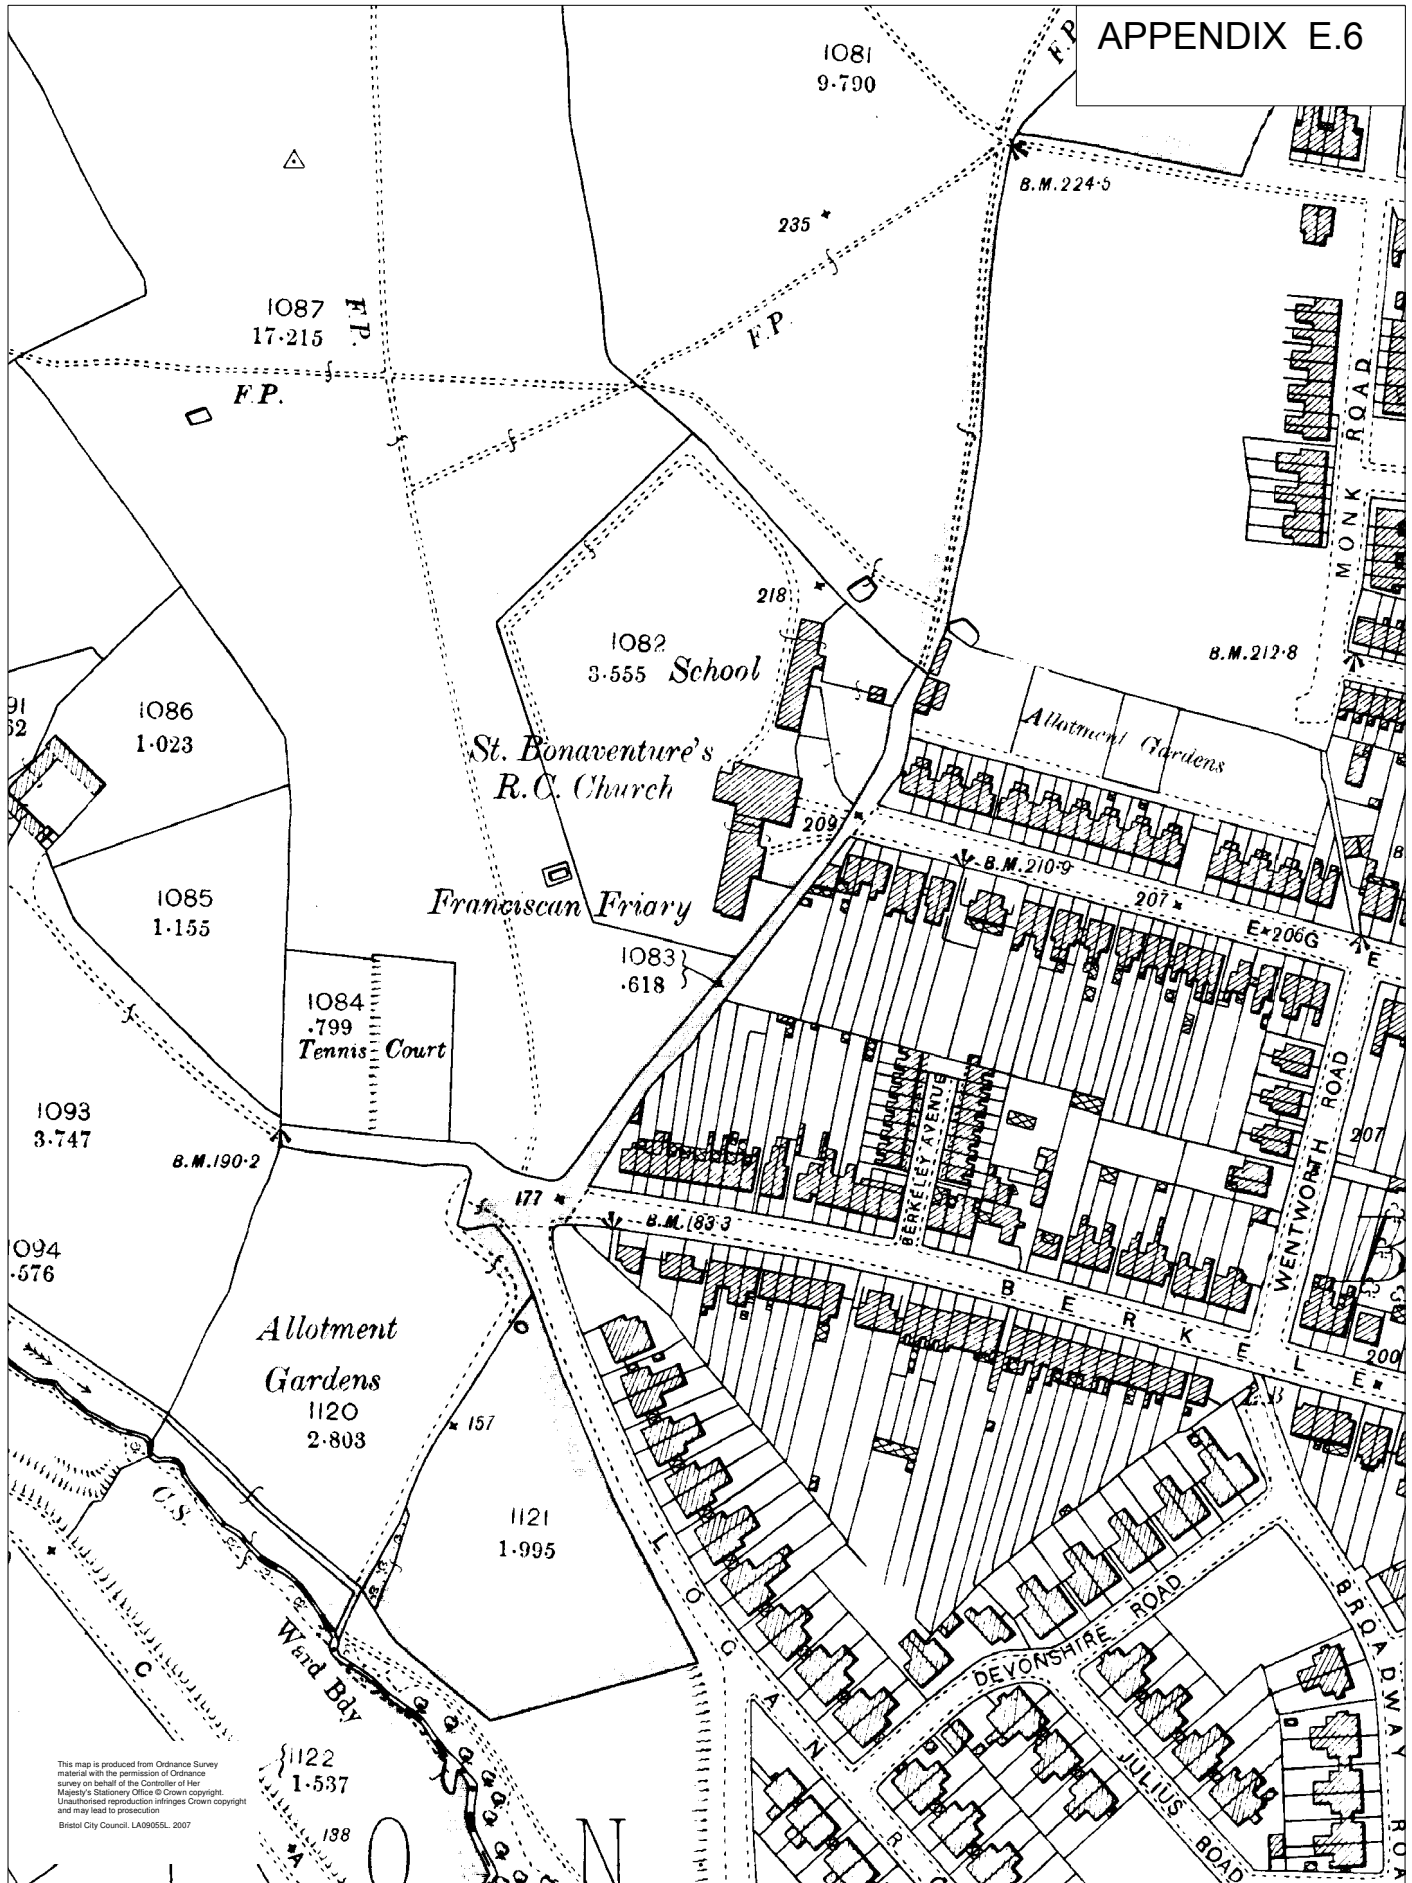 APPENDIX E.6
1081
9·790
F.P.
B.M.224·5
235
1087
17·215
F.P.
F.P.
F.P.
MONK ROAD
218
1082
3·555 School
B.M.212·8
Allotment Gardens
91
52
1086
1·023
St. Bonaventure's
R.C. Church
209
B.M.210·9
207
E 206 G E
1085
1·155
Franciscan Friary
1083
·618
1084
·799
Tennis Court
BERKELEY AVENUE
WENTWORTH ROAD
207
1093
3·747
B.M.190·2
177
B.M.183·3
1094
·576
BERKELE
200
L.B
Allotment
Gardens
1120
2·803
157
C.S.
1121
1·995
LOGAN R O
DEVONSHIRE ROAD
BROADWAY ROA
JULIUS ROAD
Ward Bdy
C
1122
1·537
138
A
O N
This map is produced from Ordnance Survey
material with the permission of Ordnance
survey on behalf of the Controller of Her
Majesty's Stationery Office © Crown copyright.
Unauthorised reproduction infringes Crown copyright
and may lead to prosecution
Bristol City Council. LA09055L. 2007